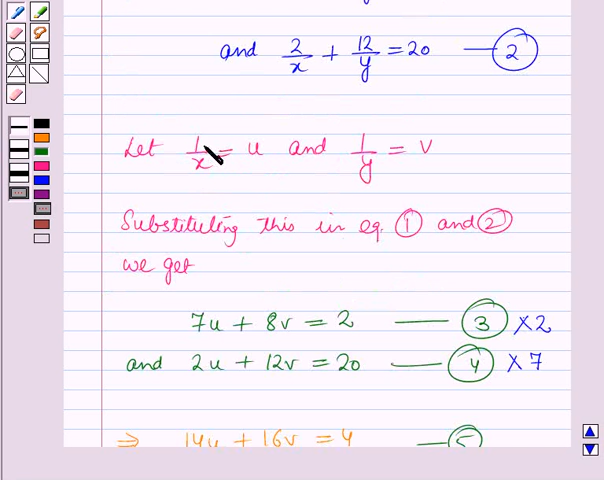 and 2/x + 12/y = 20 — 2
Let 1/x = u and 1/y = v
Substituting this in eq. 1 and 2
we get
7u + 8v = 2 — 3 ×2
and 2u + 12v = 20 — 4 ×7
⇒ 14u + 16v = 4 — 5